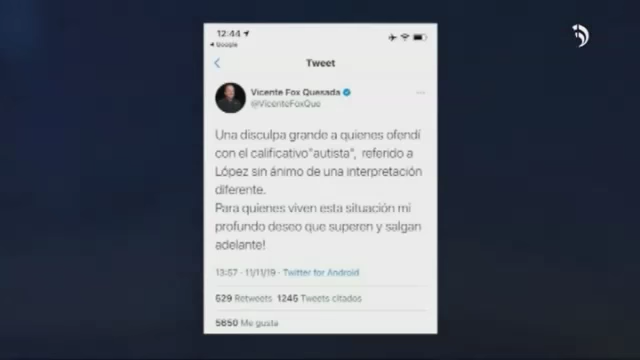 12:44
Google
Tweet
Vicente Fox Quesada
@VicenteFoxQue
Una disculpa grande a quienes ofendí
con el calificativo"autista", referido a
López sin ánimo de una interpretación
diferente.
Para quienes viven esta situación mi
profundo deseo que superen y salgan
adelante!
13:57 · 11/11/19 · Twitter for Android
529 Retweets 1245 Tweets citados
5650 Me gusta